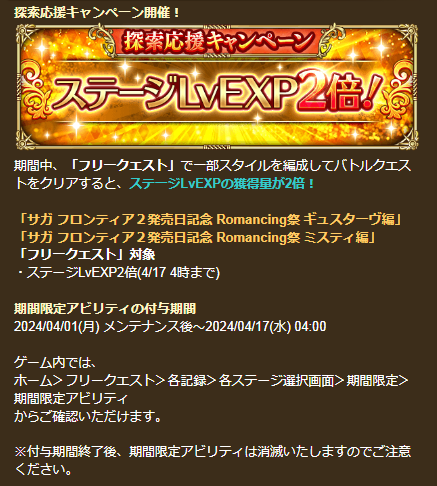 探索応援キャンペーン開催！
探索応援キャンペーン
ステージLvEXP2倍!
期間中、「フリークエスト」で一部スタイルを編成してバトルクエス
トをクリアすると、ステージLvEXPの獲得量が2倍！
「サガ フロンティア２発売日記念 Romancing祭 ギュスターヴ編」
「サガ フロンティア２発売日記念 Romancing祭 ミスティ編」
「フリークエスト」対象
・ステージLvEXP2倍(4/17 4時まで)
期間限定アビリティの付与期間
2024/04/01(月) メンテナンス後～2024/04/17(水) 04:00
ゲーム内では、
ホーム＞フリークエスト＞各記録＞各ステージ選択画面＞期間限定＞
期間限定アビリティ
からご確認いただけます。
※付与期間終了後、期間限定アビリティは消滅いたしますのでご注意
ください。